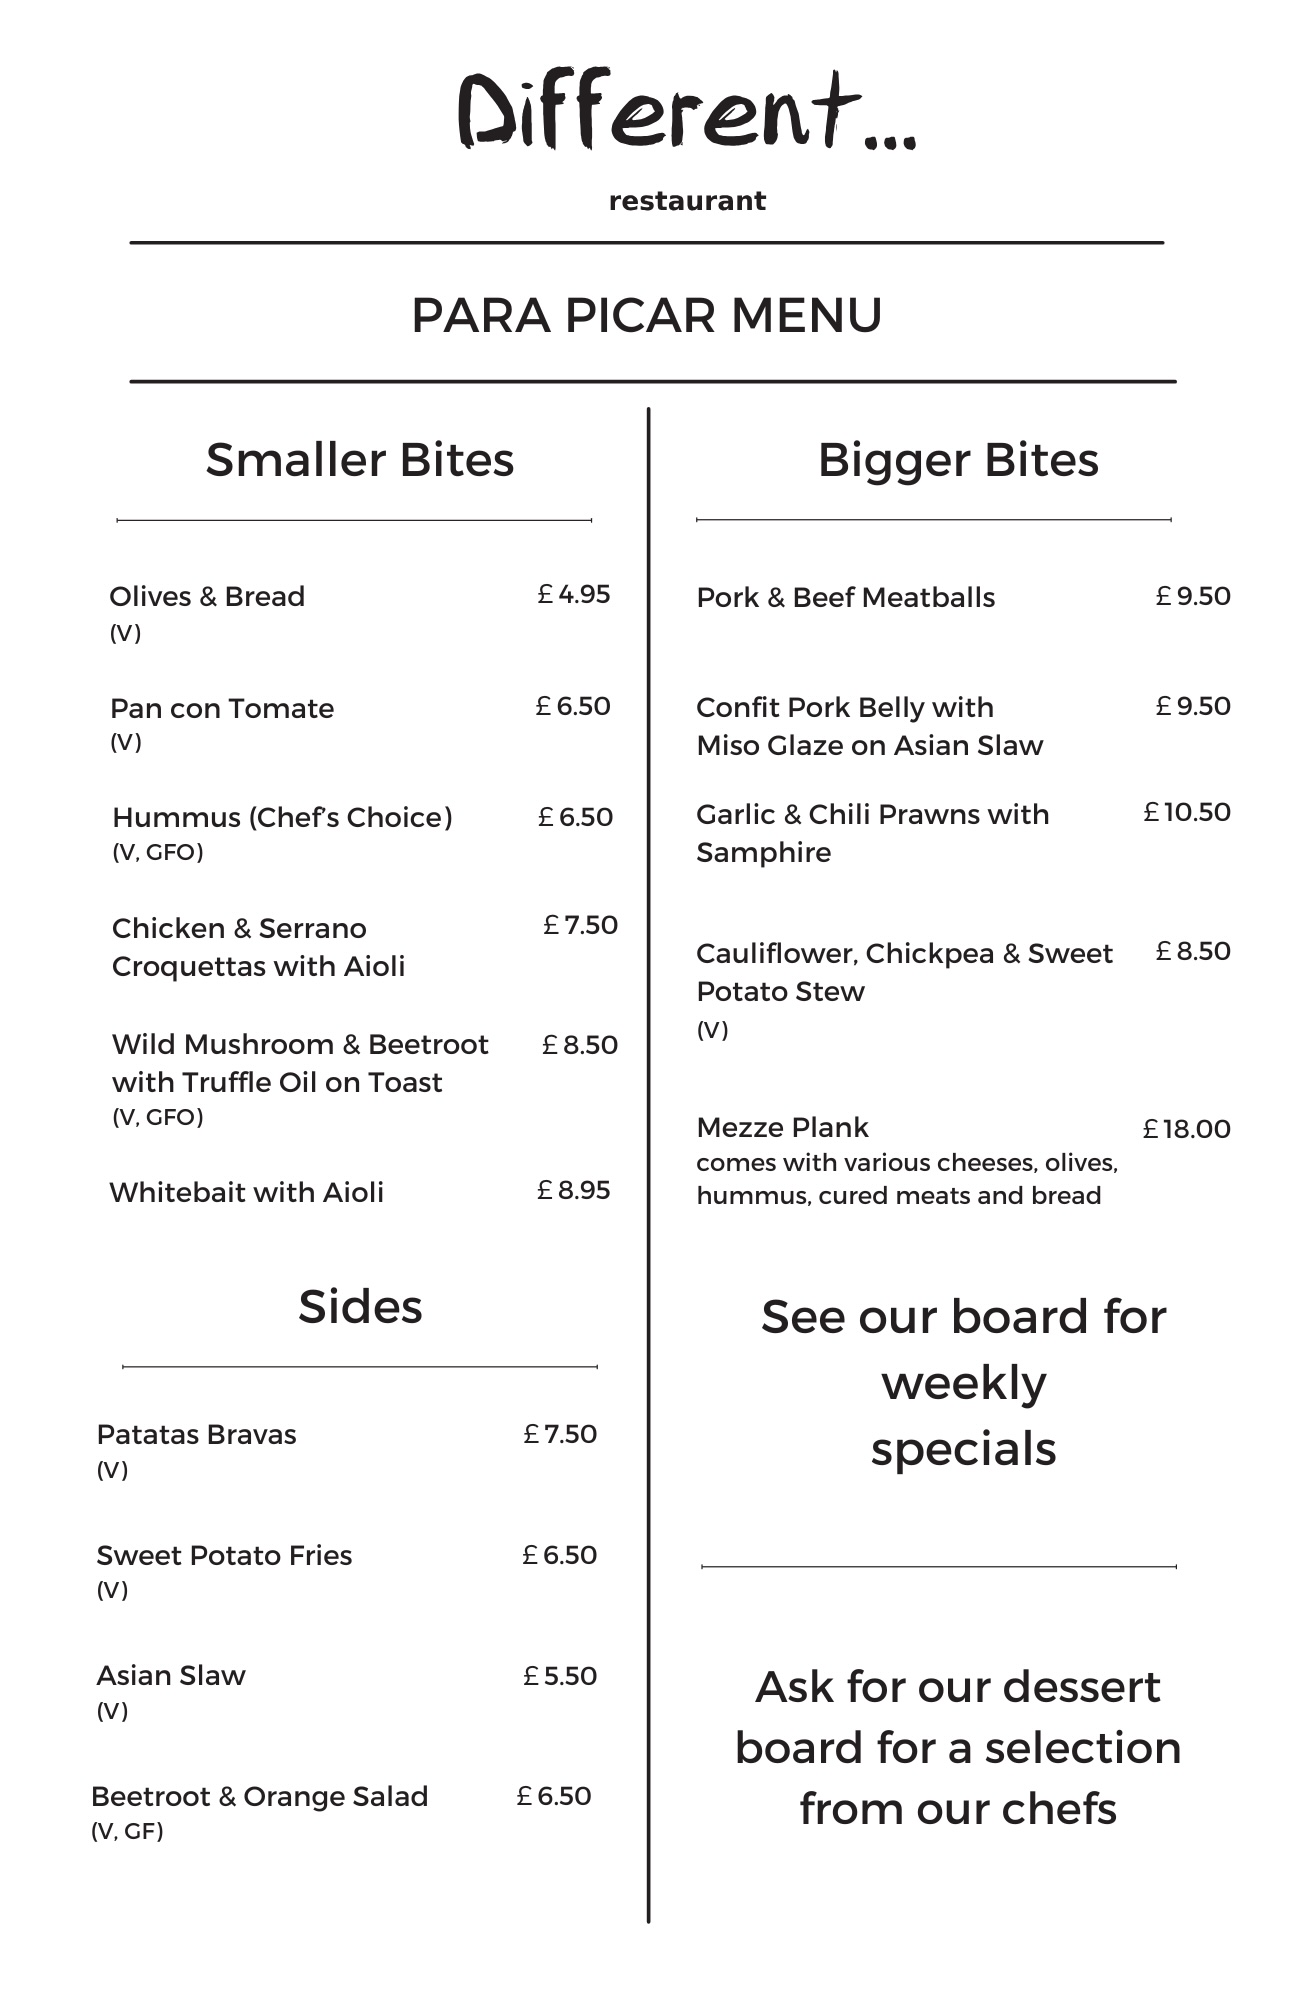 Different...
restaurant
PARA PICAR MENU
Smaller Bites
Olives & Bread £4.95
(V)
Pan con Tomate £6.50
(V)
Hummus (Chef's Choice) £6.50
(V, GFO)
Chicken & Serrano £7.50
Croquettas with Aioli
Wild Mushroom & Beetroot £8.50
with Truffle Oil on Toast
(V, GFO)
Whitebait with Aioli £8.95
Sides
Patatas Bravas £7.50
(V)
Sweet Potato Fries £6.50
(V)
Asian Slaw £5.50
(V)
Beetroot & Orange Salad £6.50
(V, GF)
Bigger Bites
Pork & Beef Meatballs £9.50
Confit Pork Belly with £9.50
Miso Glaze on Asian Slaw
Garlic & Chili Prawns with £10.50
Samphire
Cauliflower, Chickpea & Sweet £8.50
Potato Stew
(V)
Mezze Plank £18.00
comes with various cheeses, olives,
hummus, cured meats and bread
See our board for
weekly
specials
Ask for our dessert
board for a selection
from our chefs